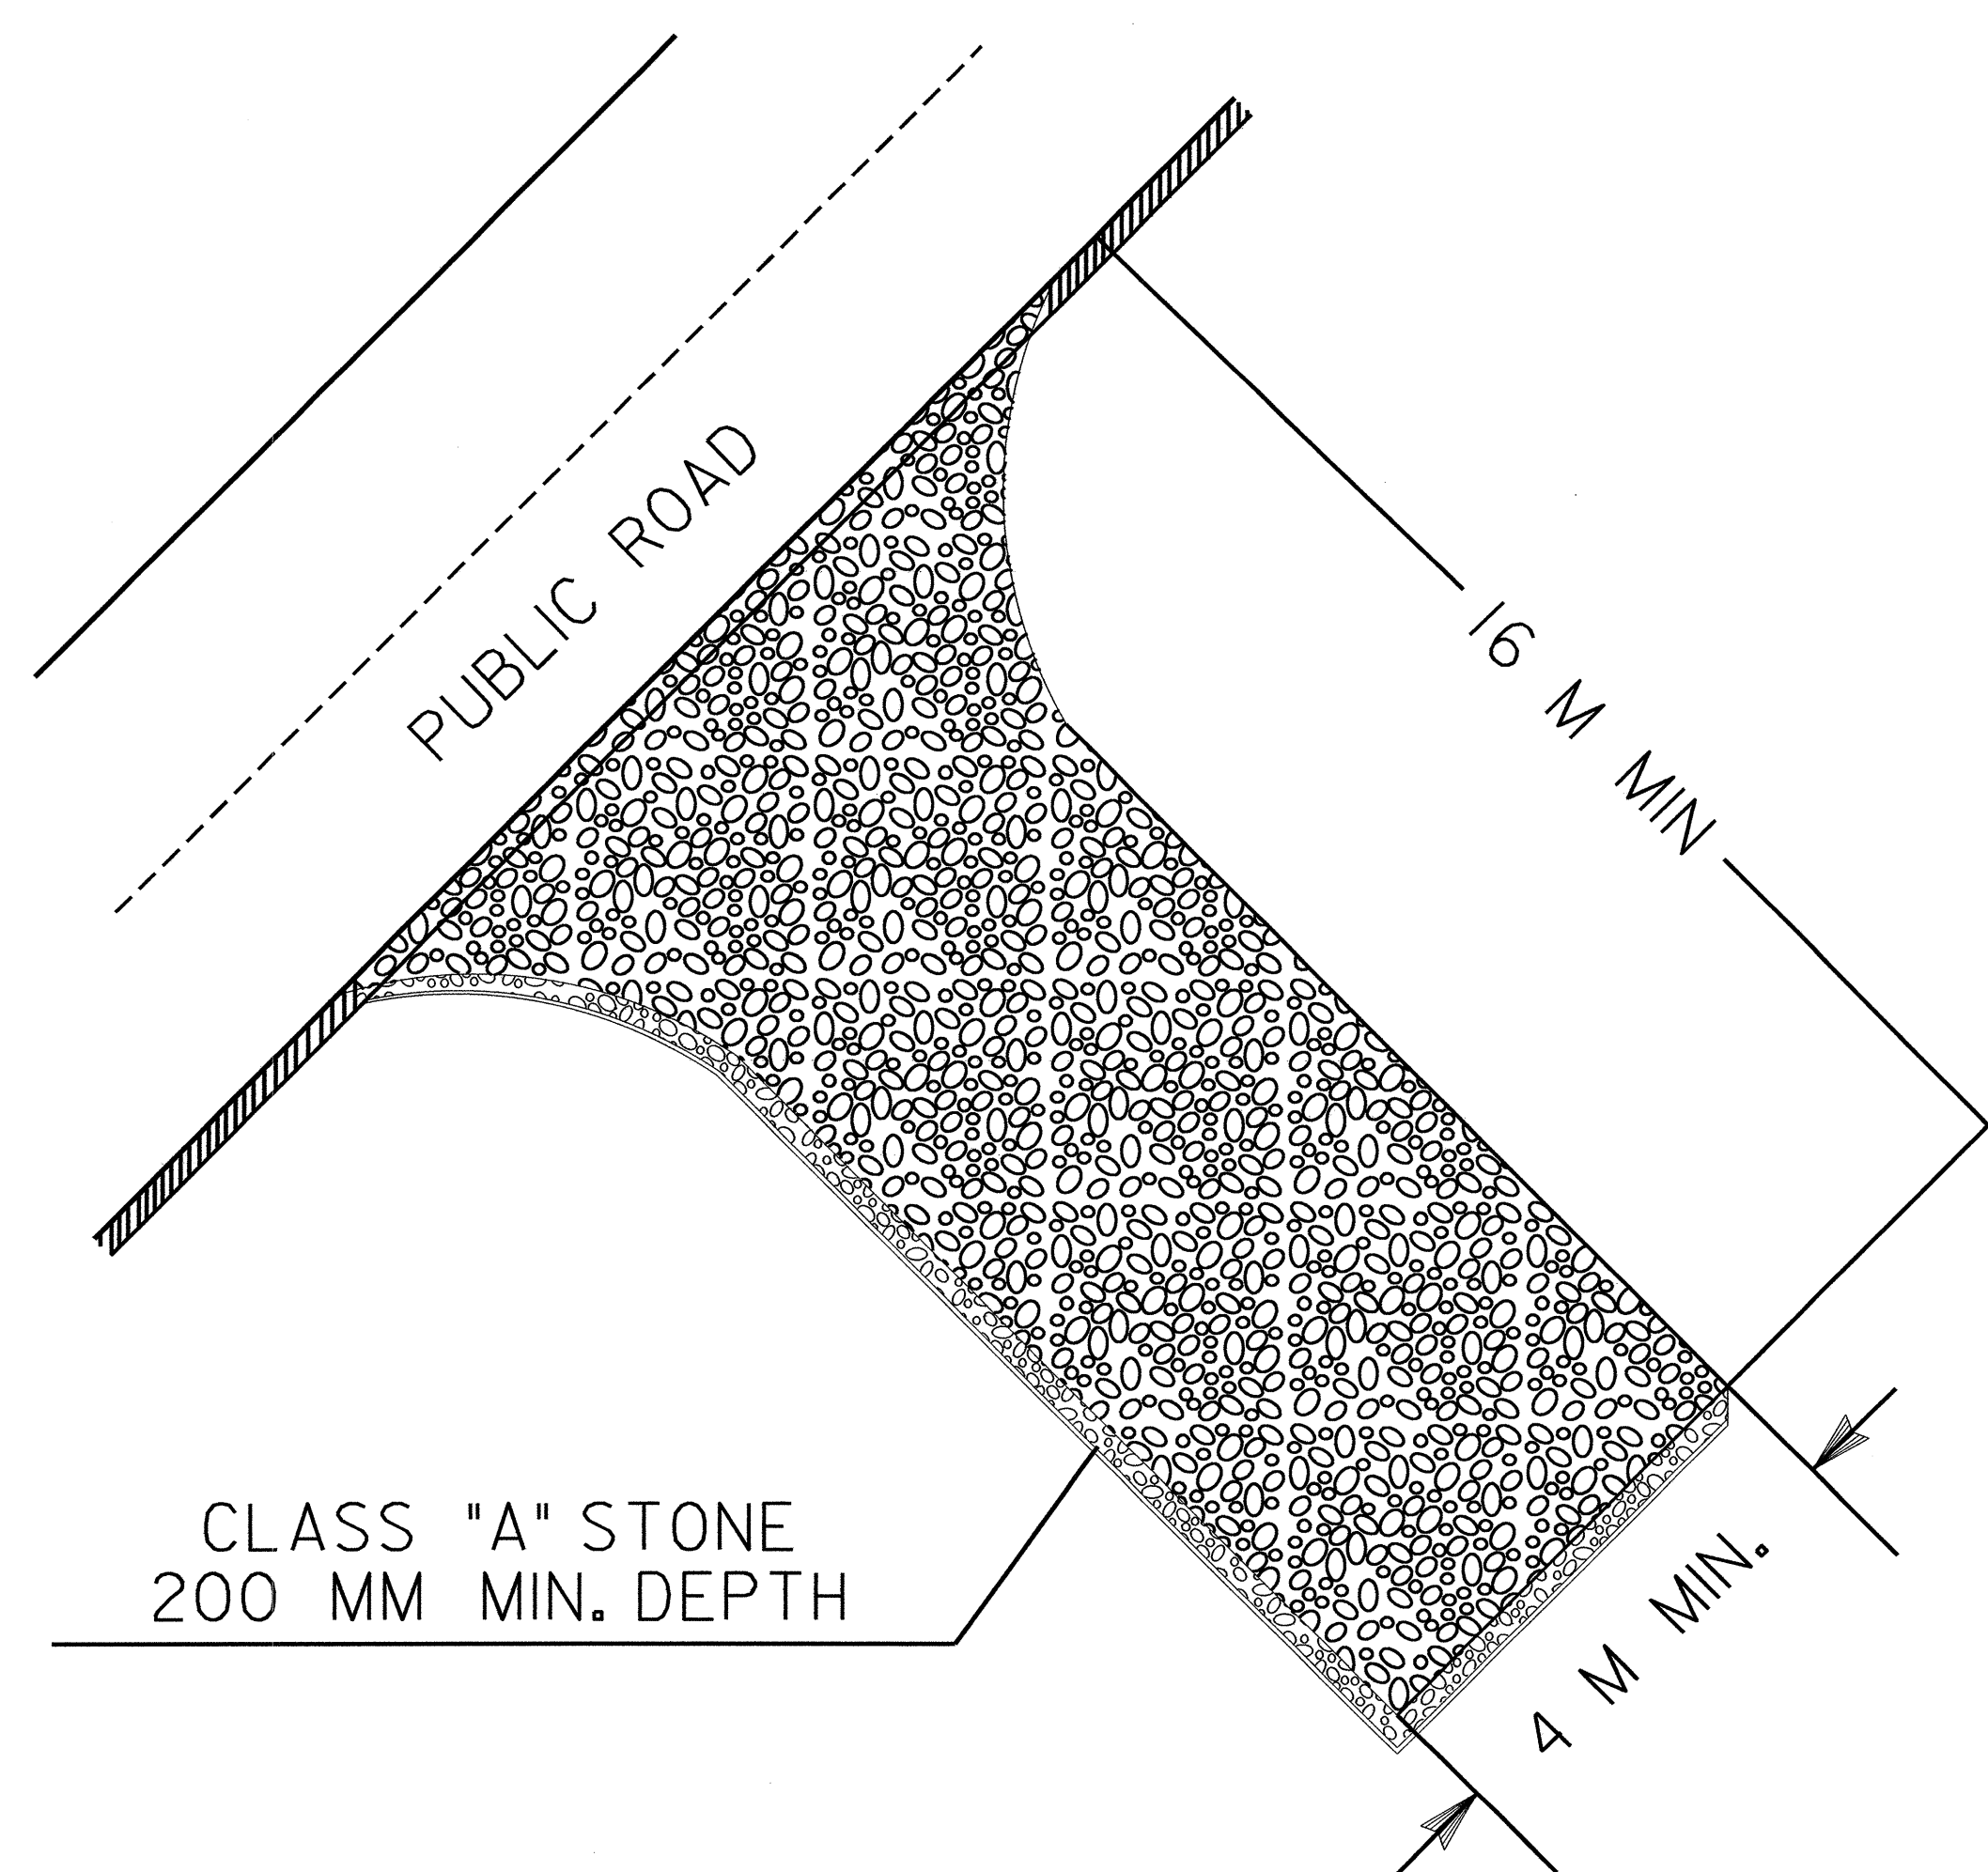 PUBLIC ROAD
16 M MIN
CLASS "A" STONE
200 MM MIN. DEPTH
4 M MIN.